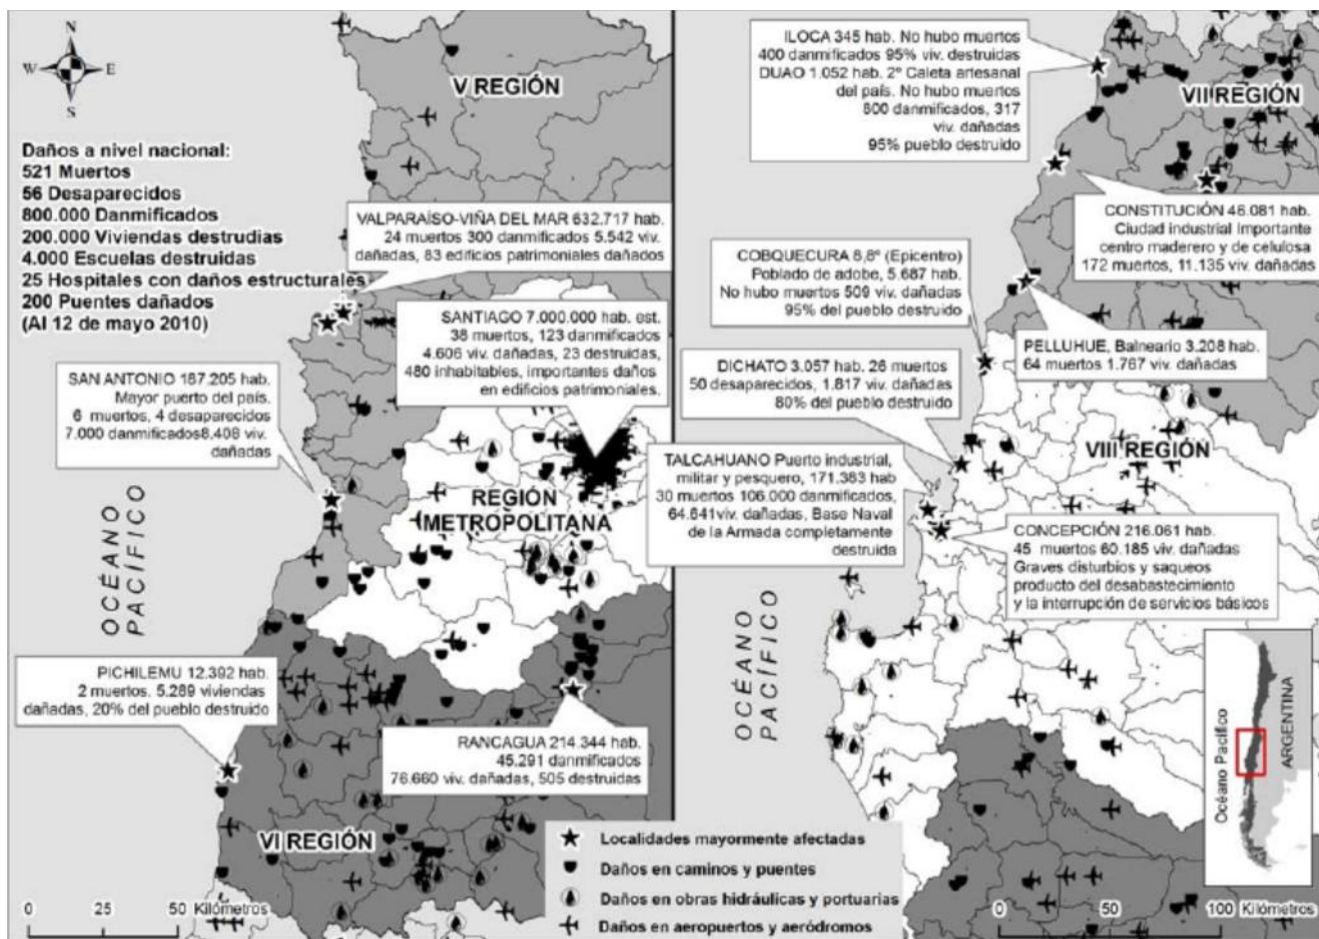 N
W E
S
V REGIÓN
Daños a nivel nacional:
521 Muertos
56 Desaparecidos
800.000 Danmificados
200.000 Viviendas destrudias
4.000 Escuelas destruidas
25 Hospitales con daños estructurales
200 Puentes dañados
(Al 12 de mayo 2010)
VALPARAÍSO-VIÑA DEL MAR 632.717 hab.
24 muertos 300 danmificados 5.542 viv.
dañadas, 83 edificios patrimoniales dañados
SANTIAGO 7.000.000 hab. est.
38 muertos, 123 danmificados
4.606 viv. dañadas, 23 destruidas,
480 inhabitables, importantes daños
en edificios patrimoniales.
SAN ANTONIO 187.205 hab.
Mayor puerto del país.
6 muertos, 4 desaparecidos
7.000 danmificados8.408 viv.
dañadas
REGIÓN
METROPOLITANA
OCÉANO
PACÍFICO
PICHILEMU 12.392 hab.
2 muertos. 5.289 viviendas
dañadas, 20% del pueblo destruido
RANCAGUA 214.344 hab.
45.291 danmificados
76.660 viv. dañadas, 505 destruidas
VI REGIÓN
0 25 50 Kilómetros
ILOCA 345 hab. No hubo muertos
400 danmificados 95% viv. destruidas
DUAO 1.052 hab. 2º Caleta artesanal
del país. No hubo muertos
800 danmificados, 317
viv. dañadas
95% pueblo destruido
VII REGIÓN
CONSTITUCIÓN 46.081 hab.
Ciudad industrial Importante
centro maderero y de celulosa
172 muertos, 11.135 viv. dañadas
COBQUECURA 8,8º (Epicentro)
Poblado de adobe, 5.687 hab.
No hubo muertos 509 viv. dañadas
95% del pueblo destruido
PELLUHUE, Balneario 3.208 hab.
64 muertos 1.767 viv. dañadas
DICHATO 3.057 hab. 26 muertos
50 desaparecidos, 1.817 viv. dañadas
80% del pueblo destruido
VIII REGIÓN
TALCAHUANO Puerto industrial,
militar y pesquero, 171.383 hab
30 muertos 106.000 danmificados,
64.641viv. dañadas, Base Naval
de la Armada completamente
destruida
CONCEPCIÓN 216.061 hab.
45 muertos 60.185 viv. dañadas
Graves disturbios y saqueos
producto del desabastecimiento
y la interrupción de servicios básicos
OCÉANO
PACÍFICO
Océano Pacífico
ARGENTINA
Localidades mayormente afectadas
Daños en caminos y puentes
Daños en obras hidráulicas y portuarias
Daños en aeropuertos y aeródromos
0 50 100 Kilómetros